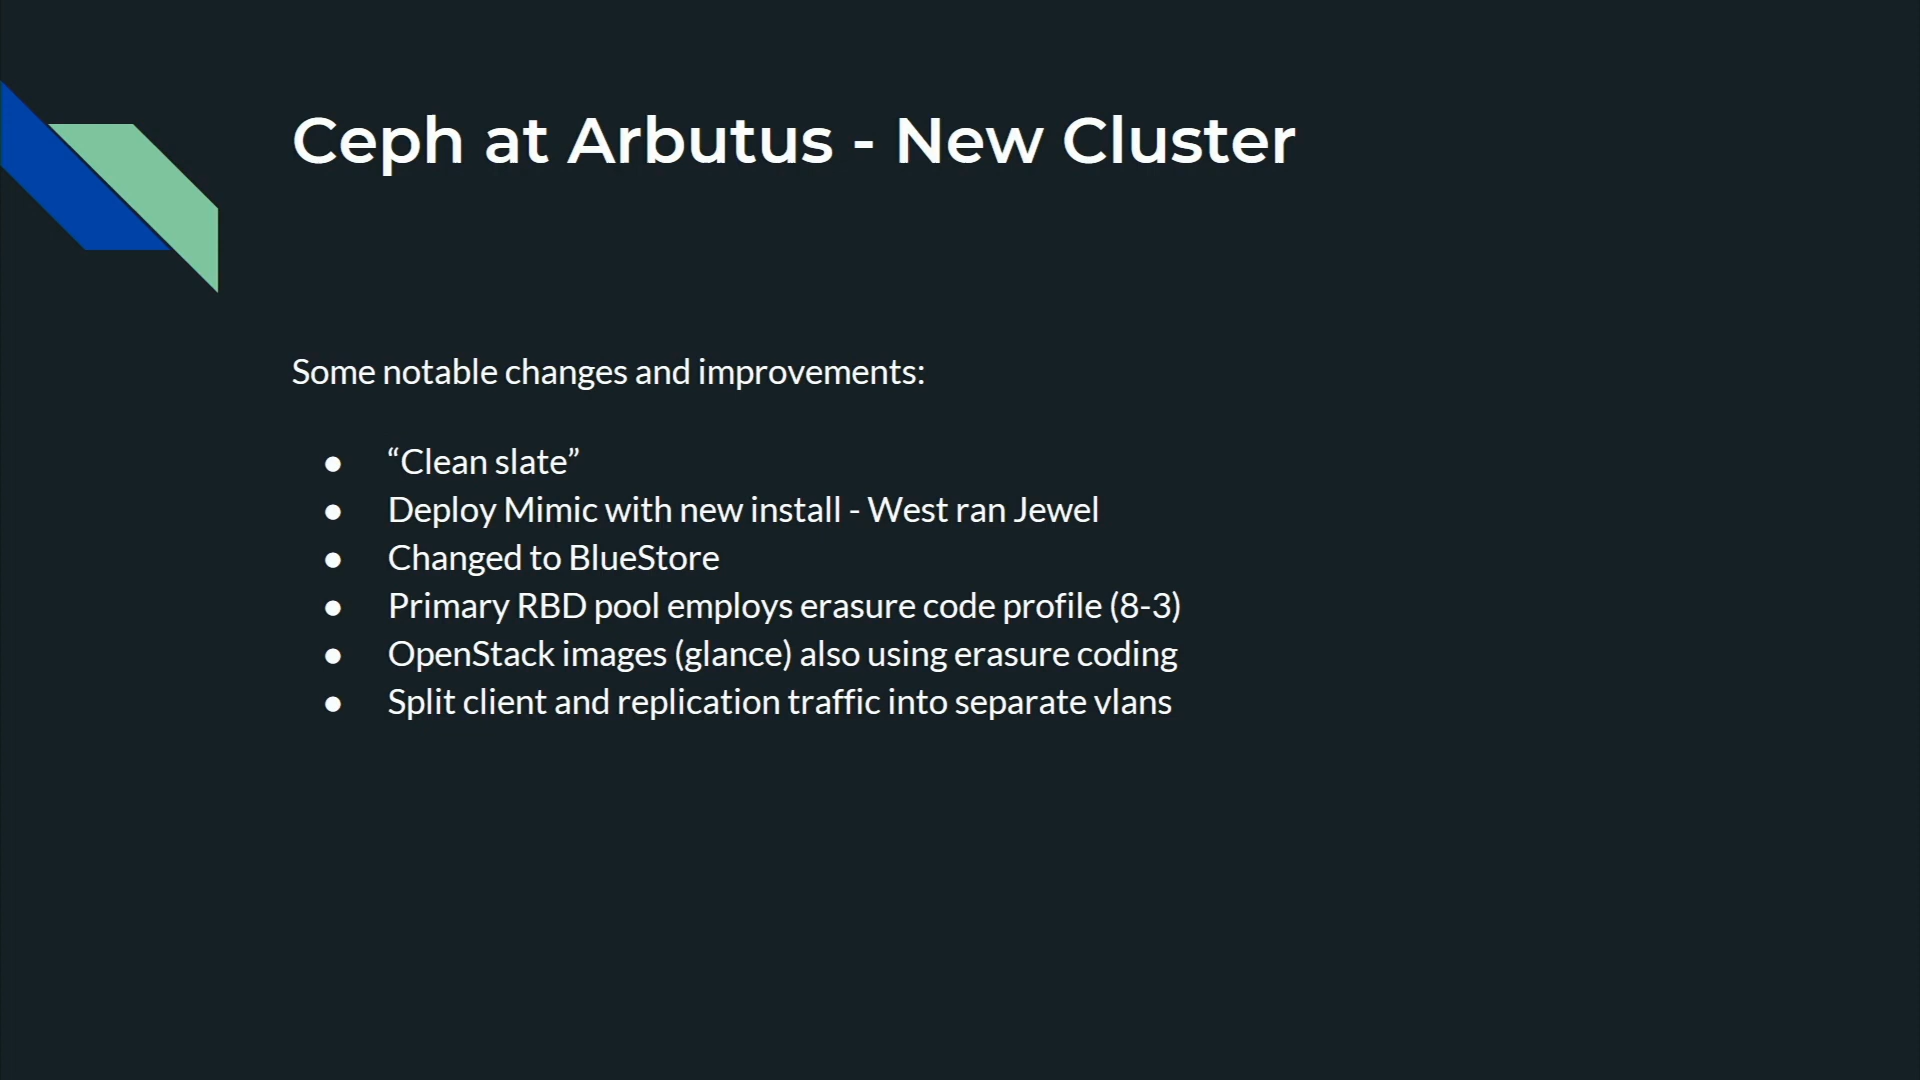 Ceph at Arbutus - New Cluster
Some notable changes and improvements:
● “Clean slate”
● Deploy Mimic with new install - West ran Jewel
● Changed to BlueStore
● Primary RBD pool employs erasure code profile (8-3)
● OpenStack images (glance) also using erasure coding
● Split client and replication traffic into separate vlans